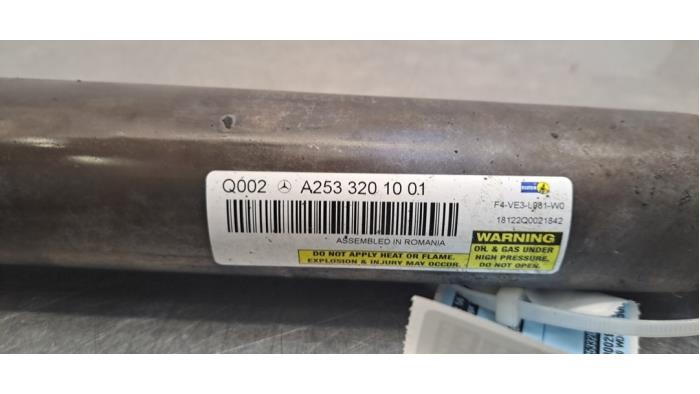 Q002 A253 320 10 01
F4-VE3-L981-W0
18122Q0021842
ASSEMBLED IN ROMANIA
WARNING
OIL & GAS UNDER
HIGH PRESSURE.
DO NOT OPEN.
DO NOT APPLY HEAT OR FLAME.
EXPLOSION & INJURY MAY OCCUR.